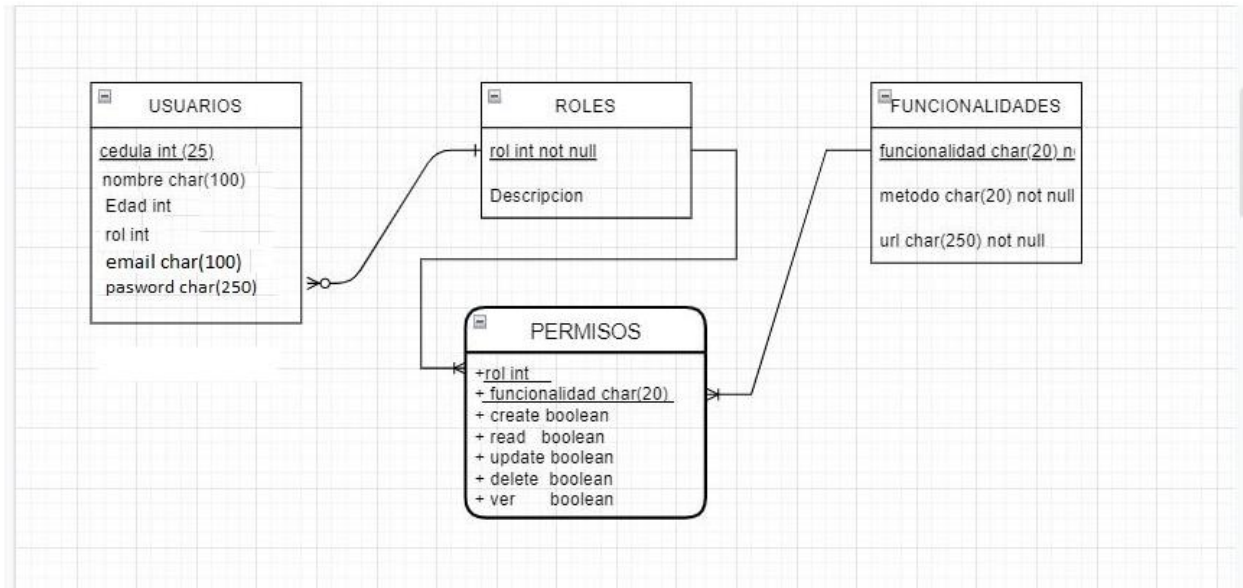 USUARIOS
cedula int (25)
nombre char(100)
Edad int
rol int
email char(100)
pasword char(250)
ROLES
rol int not null
Descripcion
FUNCIONALIDADES
funcionalidad char(20) n
metodo char(20) not null
url char(250) not null
PERMISOS
+rol int
+ funcionalidad char(20)
+ create boolean
+ read boolean
+ update boolean
+ delete boolean
+ ver boolean